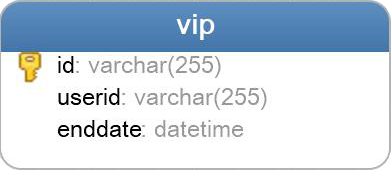 vip
id: varchar(255)
userid: varchar(255)
enddate: datetime